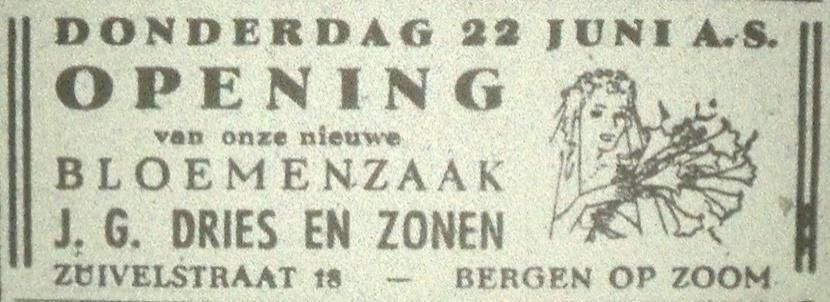 DONDERDAG 22 JUNI A.S.
OPENING
van onze nieuwe
BLOEMENZAAK
J. G. DRIES EN ZONEN
ZUIVELSTRAAT 18 — BERGEN OP ZOOM